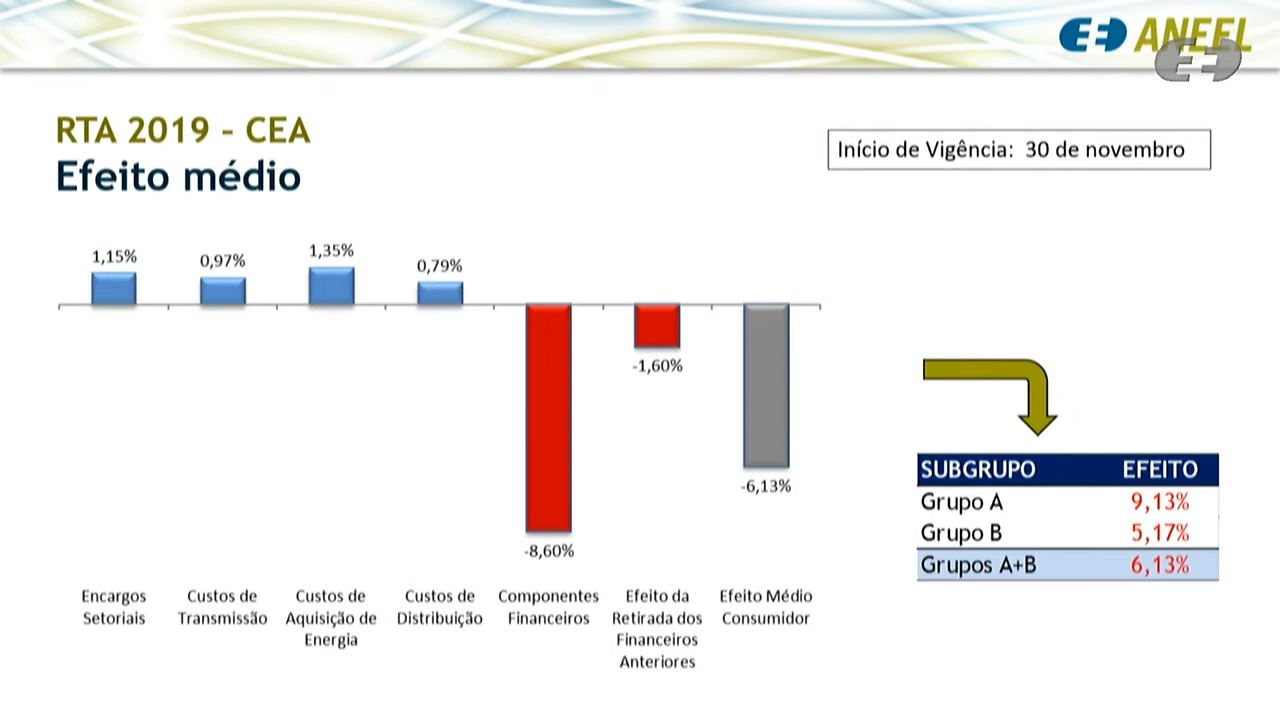 ANEEL
RTA 2019 - CEA
Efeito médio
Início de Vigência: 30 de novembro
1,15%
0,97%
1,35%
0,79%
-8,60%
-1,60%
-6,13%
Encargos
Setoriais
Custos de
Transmissão
Custos de
Aquisição de
Energia
Custos de
Distribuição
Componentes
Financeiros
Efeito da
Retirada dos
Financeiros
Anteriores
Efeito Médio
Consumidor
SUBGRUPO EFEITO
Grupo A 9,13%
Grupo B 5,17%
Grupos A+B 6,13%